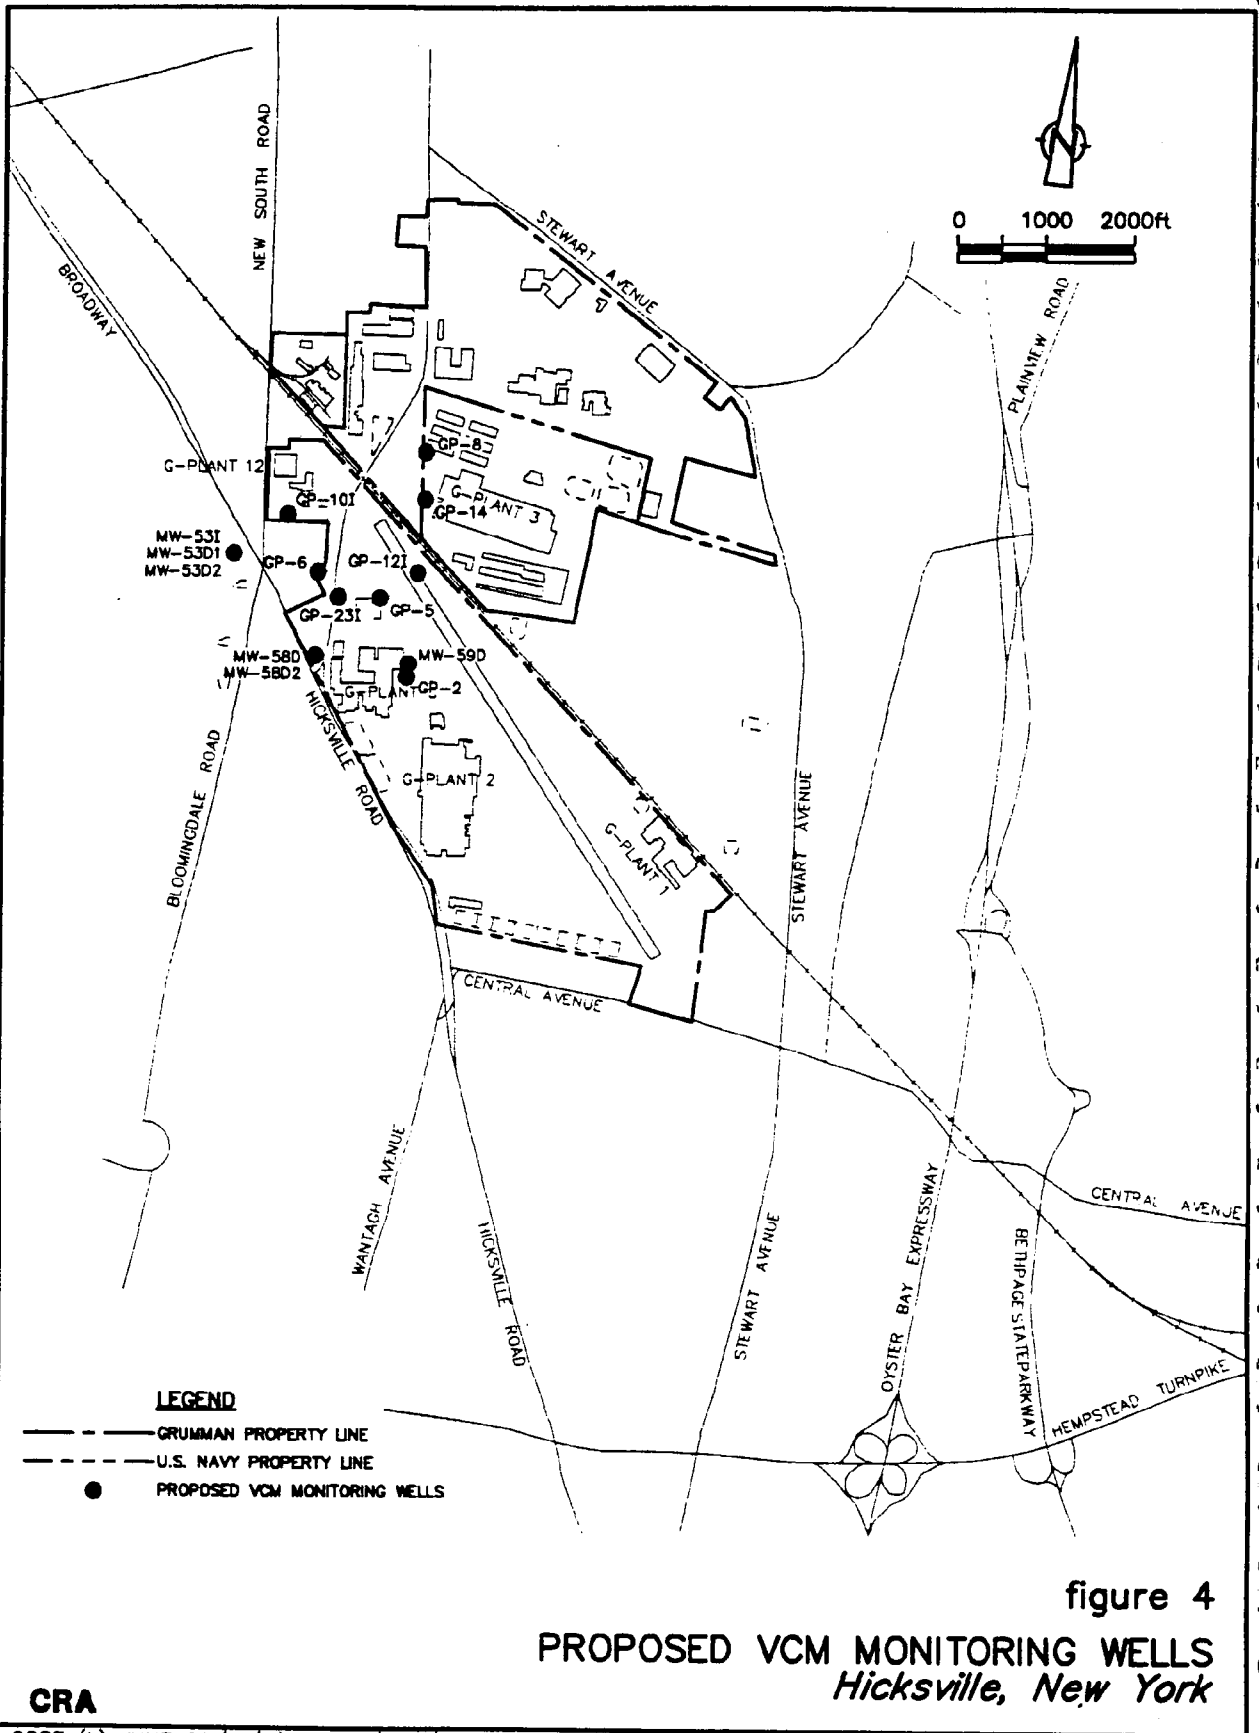 NEW SOUTH ROAD
BROADWAY
STEWART AVENUE
0 1000 2000ft
PLAINVIEW ROAD
G-PLANT 12
GP-8
GP-10I
G-PLANT 3
GP-14
MW-53I
MW-53D1
MW-53D2
GP-6
GP-12I
GP-23I
GP-5
MW-58D
MW-58D2
MW-59D
G-PLANT
GP-2
HICKSVILLE ROAD
BLOOMINGDALE ROAD
G-PLANT 2
G-PLANT 1
STEWART AVENUE
CENTRAL AVENUE
WANTAGH AVENUE
HICKSVILLE ROAD
STEWART AVENUE
OYSTER BAY EXPRESSWAY
CENTRAL AVENUE
BETHPAGE STATE PARKWAY
HEMPSTEAD TURNPIKE
LEGEND
GRUMMAN PROPERTY LINE
U.S. NAVY PROPERTY LINE
PROPOSED VCM MONITORING WELLS
figure 4
PROPOSED VCM MONITORING WELLS
Hicksville, New York
CRA